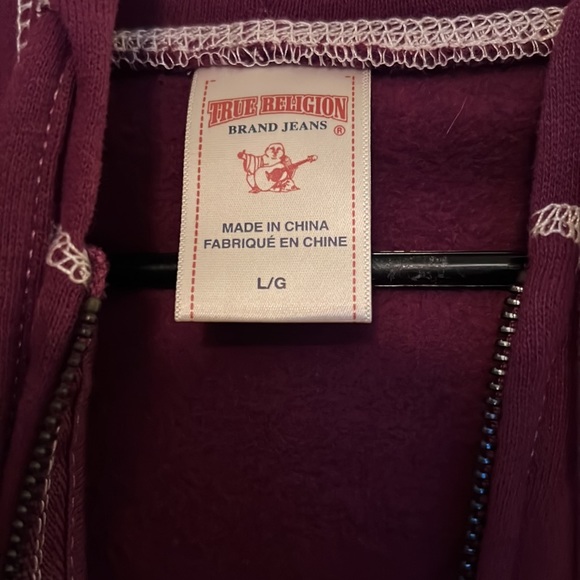 TRUE RELIGION
BRAND JEANS ®
MADE IN CHINA
FABRIQUÉ EN CHINE
L/G